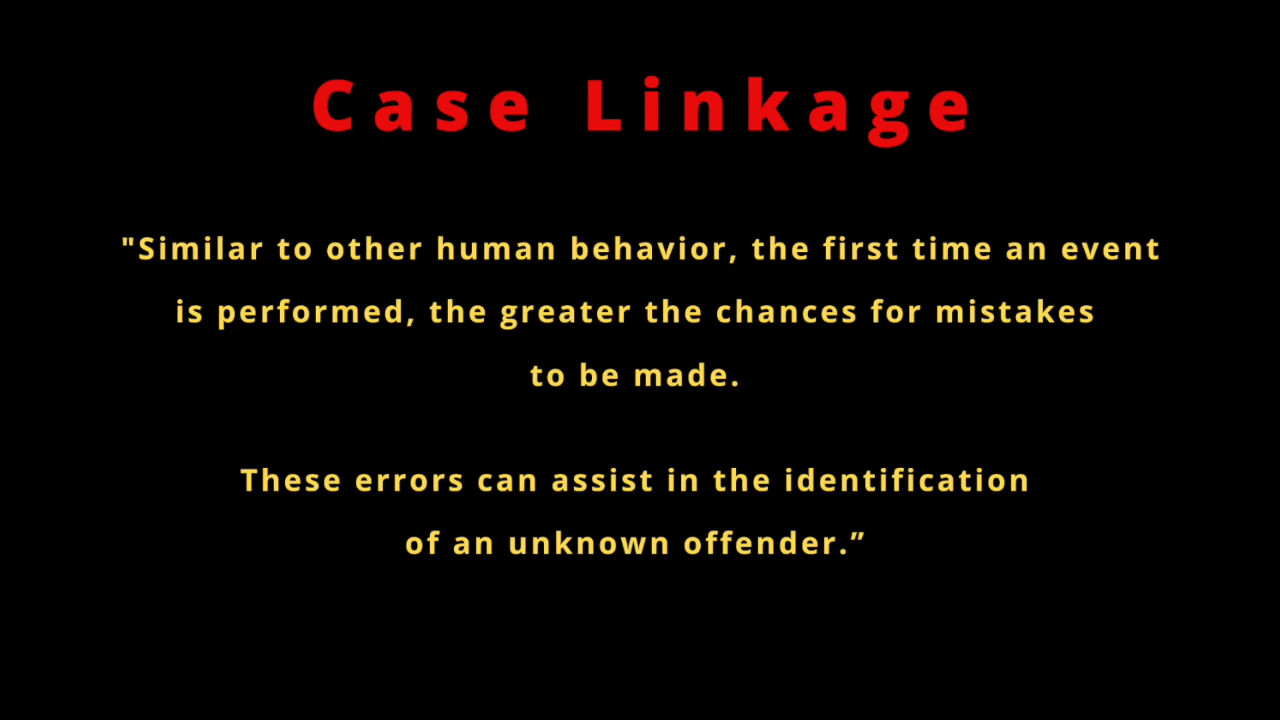 Case Linkage
"Similar to other human behavior, the first time an event
is performed, the greater the chances for mistakes
to be made.
These errors can assist in the identification
of an unknown offender.”